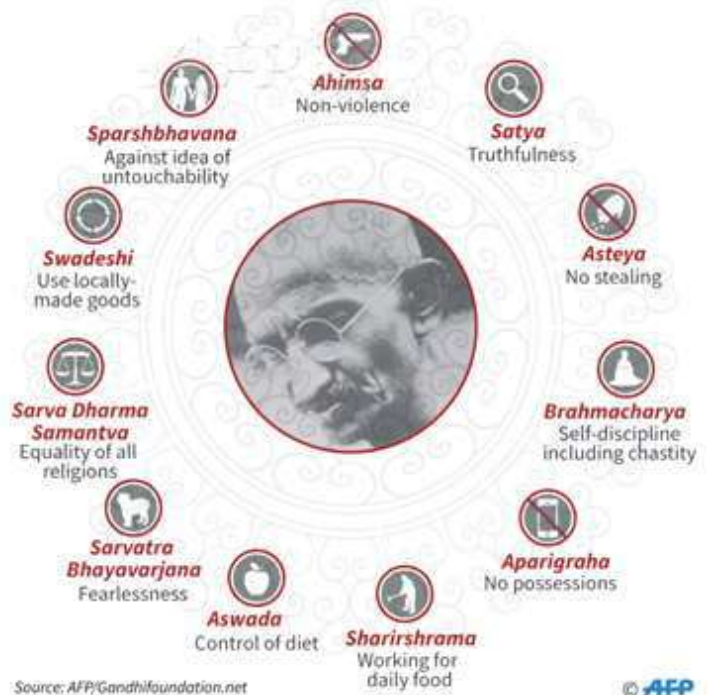 Ahimsa
Non-violence
Satya
Truthfulness
Asteya
No stealing
Brahmacharya
Self-discipline
including chastity
Aparigraha
No possessions
Sharirshrama
Working for
daily food
Aswada
Control of diet
Sarvatra
Bhayavarjana
Fearlessness
Sarva Dharma
Samantva
Equality of all
religions
Swadeshi
Use locally-
made goods
Sparshbhavana
Against idea of
untouchability
Source: AFP/Gandhifoundation.net
© AFP